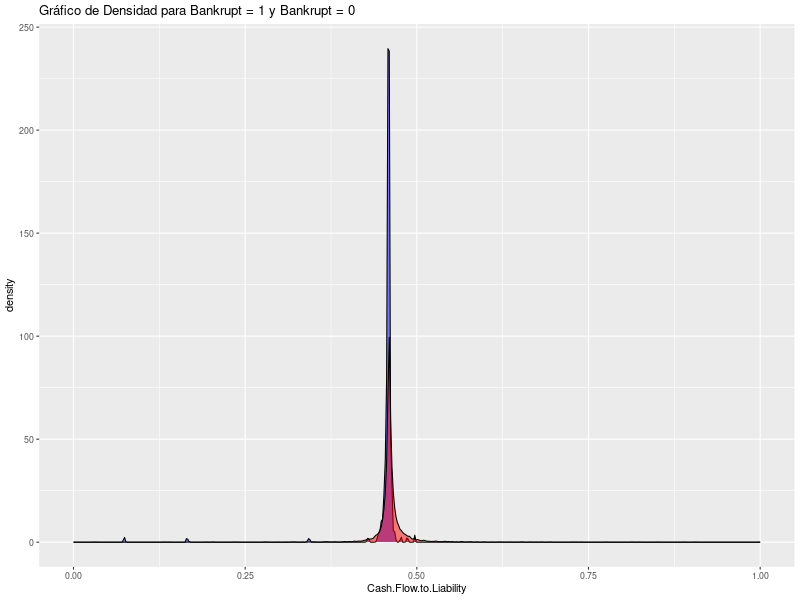 Gráfico de Densidad para Bankrupt = 1 y Bankrupt = 0
250
200
150
100
50
0
density
0.00 0.25 0.50 0.75 1.00
Cash.Flow.to.Liability